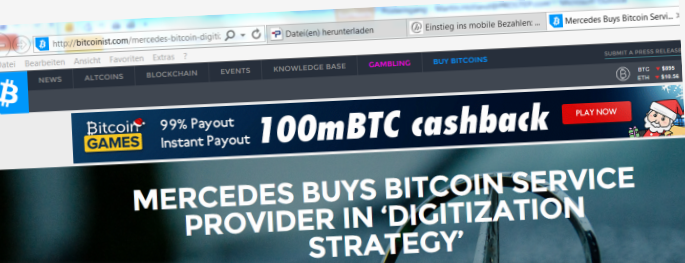 http://bitcoinist.com/mercedes-bitcoin-digiti
Datei(en) herunterladen
Einstieg ins mobile Bezahlen:
Mercedes Buys Bitcoin Servi...
Datei Bearbeiten Ansicht Favoriten Extras ?
SUBMIT A PRESS RELEASE
NEWS ALTCOINS BLOCKCHAIN EVENTS KNOWLEDGE BASE GAMBLING BUY BITCOINS
BTC $895
ETH $10.56
Bitcoin GAMES
99% Payout
Instant Payout
100mBTC cashback
PLAY NOW
MERCEDES BUYS BITCOIN SERVICE
PROVIDER IN ‘DIGITIZATION
STRATEGY’